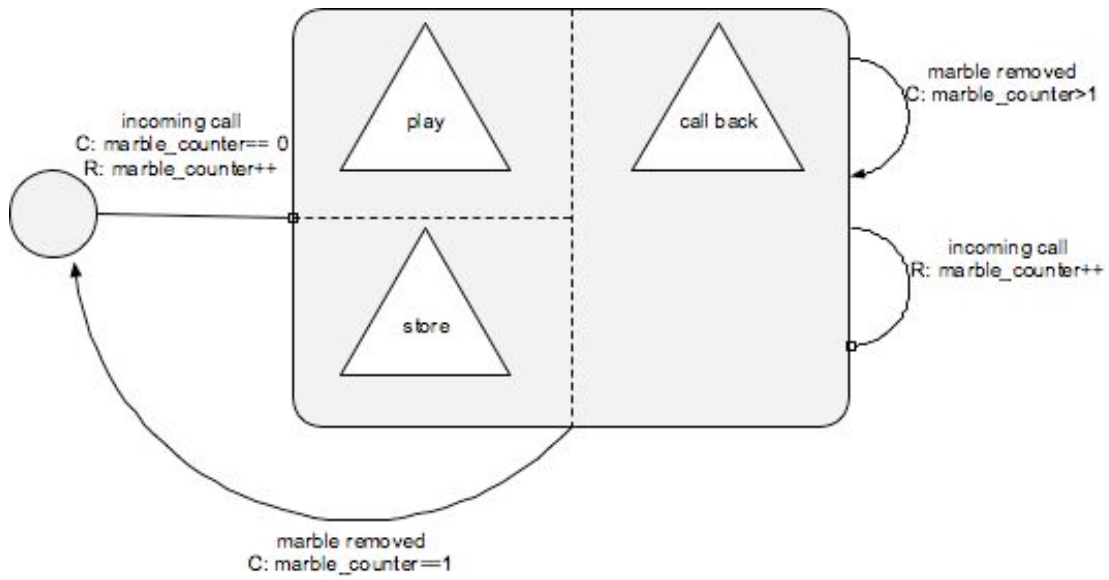 incoming call
C: marble_counter== 0
R: marble_counter++
play
call back
marble removed
C: marble_counter>1
incoming call
R: marble_counter++
store
marble removed
C: marble_counter==1